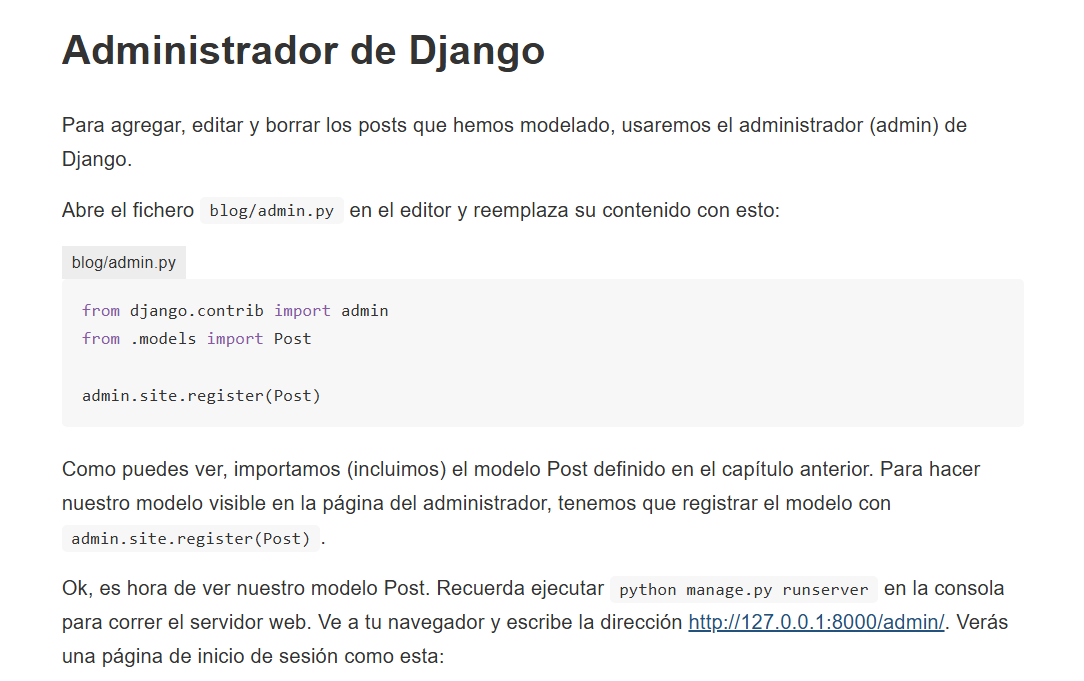 Administrador de Django
Para agregar, editar y borrar los posts que hemos modelado, usaremos el administrador (admin) de
Django.
Abre el fichero blog/admin.py en el editor y reemplaza su contenido con esto:
blog/admin.py
from django.contrib import admin
from .models import Post
admin.site.register(Post)
Como puedes ver, importamos (incluimos) el modelo Post definido en el capítulo anterior. Para hacer
nuestro modelo visible en la página del administrador, tenemos que registrar el modelo con
admin.site.register(Post) .
Ok, es hora de ver nuestro modelo Post. Recuerda ejecutar python manage.py runserver en la consola
para correr el servidor web. Ve a tu navegador y escribe la dirección http://127.0.0.1:8000/admin/. Verás
una página de inicio de sesión como esta: